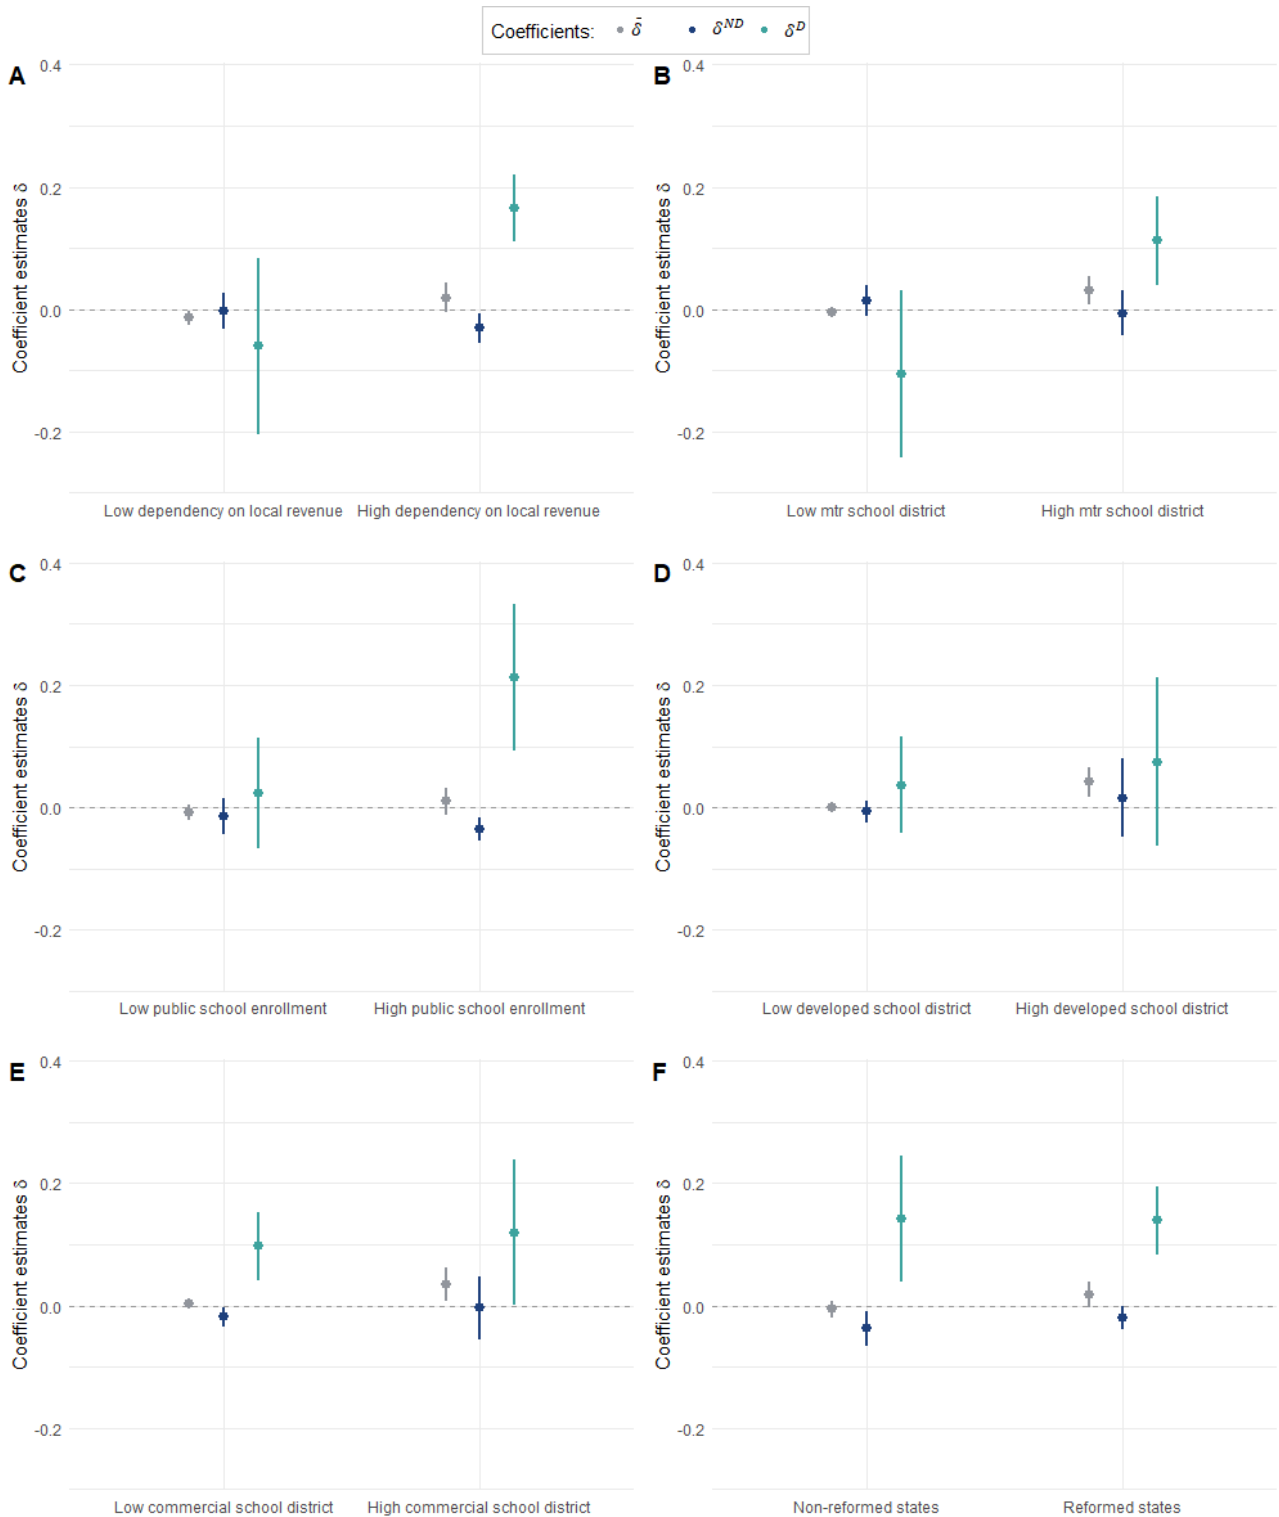 Coefficients: δ̄ δ^ND δ^D
A
0.4
0.2
0.0
-0.2
Coefficient estimates δ
Low dependency on local revenue High dependency on local revenue
B
0.4
0.2
0.0
-0.2
Coefficient estimates δ
Low mtr school district High mtr school district
C
0.4
0.2
0.0
-0.2
Coefficient estimates δ
Low public school enrollment High public school enrollment
D
0.4
0.2
0.0
-0.2
Coefficient estimates δ
Low developed school district High developed school district
E
0.4
0.2
0.0
-0.2
Coefficient estimates δ
Low commercial school district High commercial school district
F
0.4
0.2
0.0
-0.2
Coefficient estimates δ
Non-reformed states Reformed states